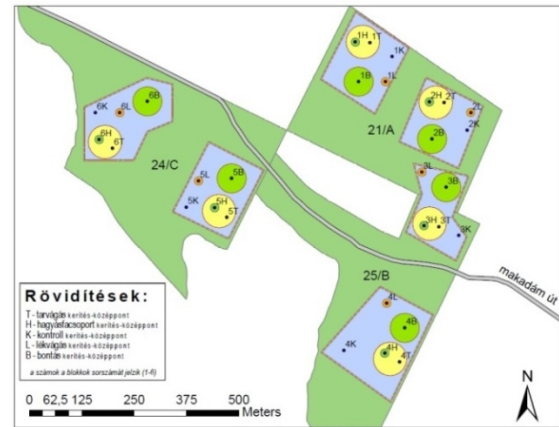 1H 1T
1K
1B
1L
2H 2T
2L
2B
2K
21/A
3L
3B
3H 3T
3K
6B
6K
6L
6H
6T
24/C
5L
5B
5K
5H
5T
25/B
makadám út
4L
4B
4K
4H
4T
Rövidítések:
T - tarvágás kerítés-középpont
H - hagyásfacsoport kerítés-középpont
K - kontroll kerítés-középpont
L - lékvágás kerítés-középpont
B - bontás kerítés-középpont
a számok a blokkok sorszámát jelzik (1-6)
N
0 62,5 125 250 375 500
Meters